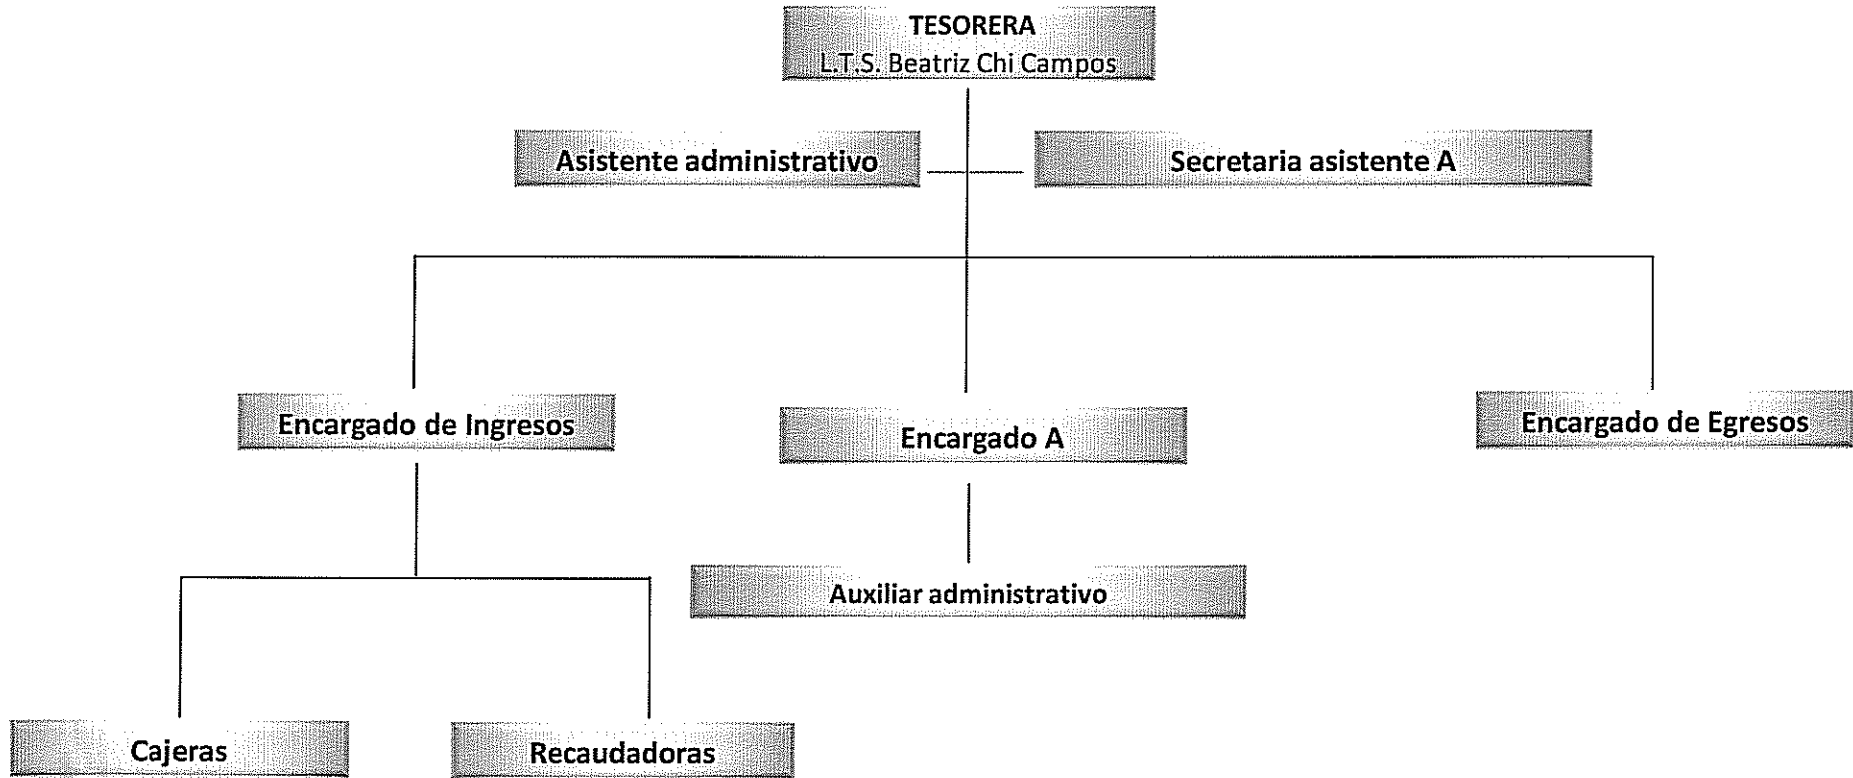 TESORERA
L.T.S. Beatriz Chi Campos
Asistente administrativo
Secretaria asistente A
Encargado de Ingresos
Encargado A
Encargado de Egresos
Auxiliar administrativo
Cajeras
Recaudadoras